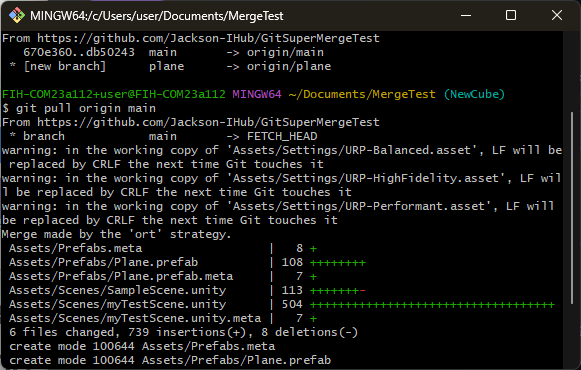 MINGW64:/c/Users/user/Documents/MergeTest
From https://github.com/Jackson-IHub/GitSuperMergeTest
   670e360..db50243  main       -> origin/main
 * [new branch]      plane      -> origin/plane
FIH-COM23a112+user@FIH-COM23a112 MINGW64 ~/Documents/MergeTest (NewCube)
$ git pull origin main
From https://github.com/Jackson-IHub/GitSuperMergeTest
 * branch            main       -> FETCH_HEAD
warning: in the working copy of 'Assets/Settings/URP-Balanced.asset', LF will be
replaced by CRLF the next time Git touches it
warning: in the working copy of 'Assets/Settings/URP-HighFidelity.asset', LF wil
l be replaced by CRLF the next time Git touches it
warning: in the working copy of 'Assets/Settings/URP-Performant.asset', LF will
be replaced by CRLF the next time Git touches it
Merge made by the 'ort' strategy.
 Assets/Prefabs.meta                  |   8 +
 Assets/Prefabs/Plane.prefab          | 108 ++++++++
 Assets/Prefabs/Plane.prefab.meta     |   7 +
 Assets/Scenes/SampleScene.unity      | 113 +++++++-
 Assets/Scenes/myTestScene.unity      | 504 +++++++++++++++++++++++++++++++++++
 Assets/Scenes/myTestScene.unity.meta |   7 +
 6 files changed, 739 insertions(+), 8 deletions(-)
 create mode 100644 Assets/Prefabs.meta
 create mode 100644 Assets/Prefabs/Plane.prefab